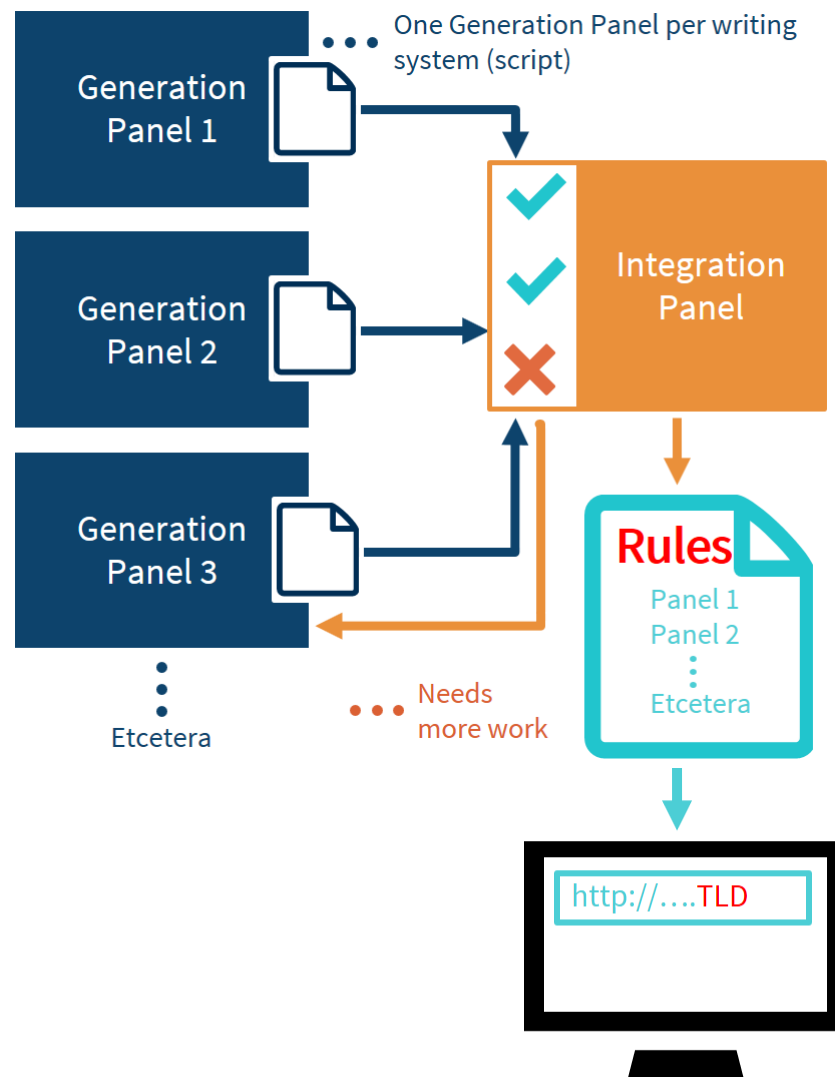 One Generation Panel per writing
system (script)
Generation
Panel 1
Generation
Panel 2
Integration
Panel
Generation
Panel 3
Rules
Panel 1
Panel 2
Etcetera
Needs
more work
Etcetera
http://….TLD